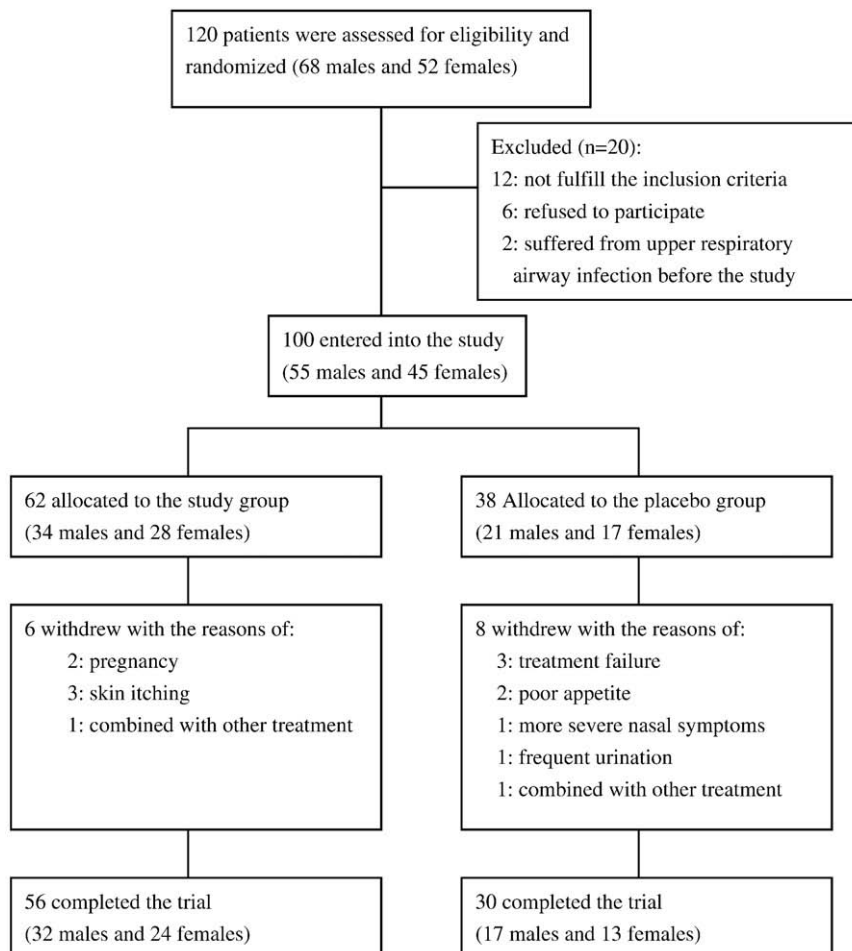 120 patients were assessed for eligibility and
randomized (68 males and 52 females)
Excluded (n=20):
12: not fulfill the inclusion criteria
6: refused to participate
2: suffered from upper respiratory
airway infection before the study
100 entered into the study
(55 males and 45 females)
62 allocated to the study group
(34 males and 28 females)
38 Allocated to the placebo group
(21 males and 17 females)
6 withdrew with the reasons of:
2: pregnancy
3: skin itching
1: combined with other treatment
8 withdrew with the reasons of:
3: treatment failure
2: poor appetite
1: more severe nasal symptoms
1: frequent urination
1: combined with other treatment
56 completed the trial
(32 males and 24 females)
30 completed the trial
(17 males and 13 females)